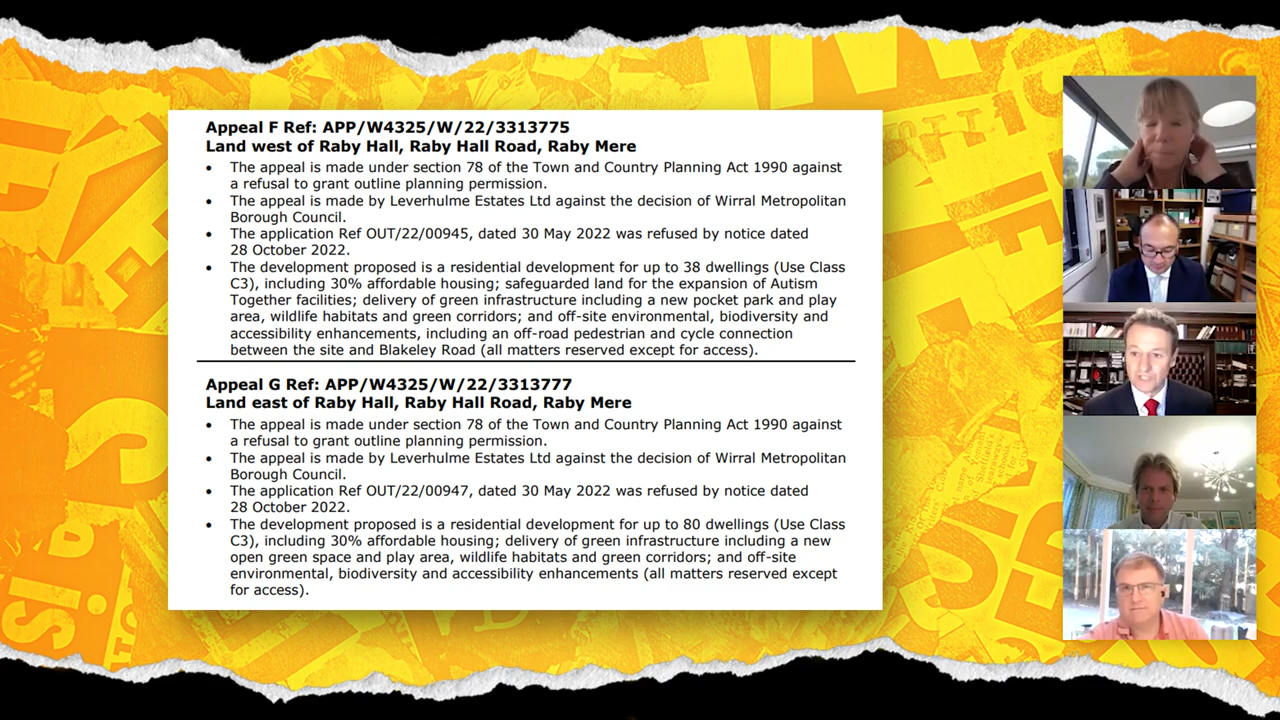 Appeal F Ref: APP/W4325/W/22/3313775
Land west of Raby Hall, Raby Hall Road, Raby Mere
• The appeal is made under section 78 of the Town and Country Planning Act 1990 against
a refusal to grant outline planning permission.
• The appeal is made by Leverhulme Estates Ltd against the decision of Wirral Metropolitan
Borough Council.
• The application Ref OUT/22/00945, dated 30 May 2022 was refused by notice dated
28 October 2022.
• The development proposed is a residential development for up to 38 dwellings (Use Class
C3), including 30% affordable housing; safeguarded land for the expansion of Autism
Together facilities; delivery of green infrastructure including a new pocket park and play
area, wildlife habitats and green corridors; and off-site environmental, biodiversity and
accessibility enhancements, including an off-road pedestrian and cycle connection
between the site and Blakeley Road (all matters reserved except for access).
Appeal G Ref: APP/W4325/W/22/3313777
Land east of Raby Hall, Raby Hall Road, Raby Mere
• The appeal is made under section 78 of the Town and Country Planning Act 1990 against
a refusal to grant outline planning permission.
• The appeal is made by Leverhulme Estates Ltd against the decision of Wirral Metropolitan
Borough Council.
• The application Ref OUT/22/00947, dated 30 May 2022 was refused by notice dated
28 October 2022.
• The development proposed is a residential development for up to 80 dwellings (Use Class
C3), including 30% affordable housing; delivery of green infrastructure including a new
open green space and play area, wildlife habitats and green corridors; and off-site
environmental, biodiversity and accessibility enhancements (all matters reserved except
for access).